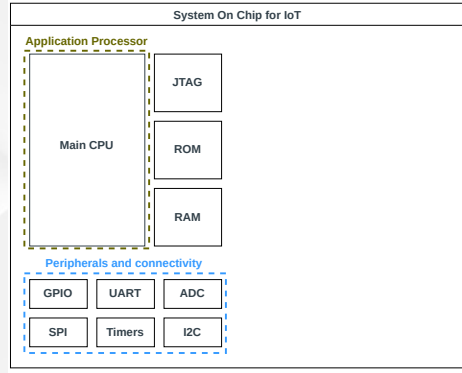 System On Chip for IoT
Application Processor
Main CPU
JTAG
ROM
RAM
Peripherals and connectivity
GPIO UART ADC
SPI Timers I2C